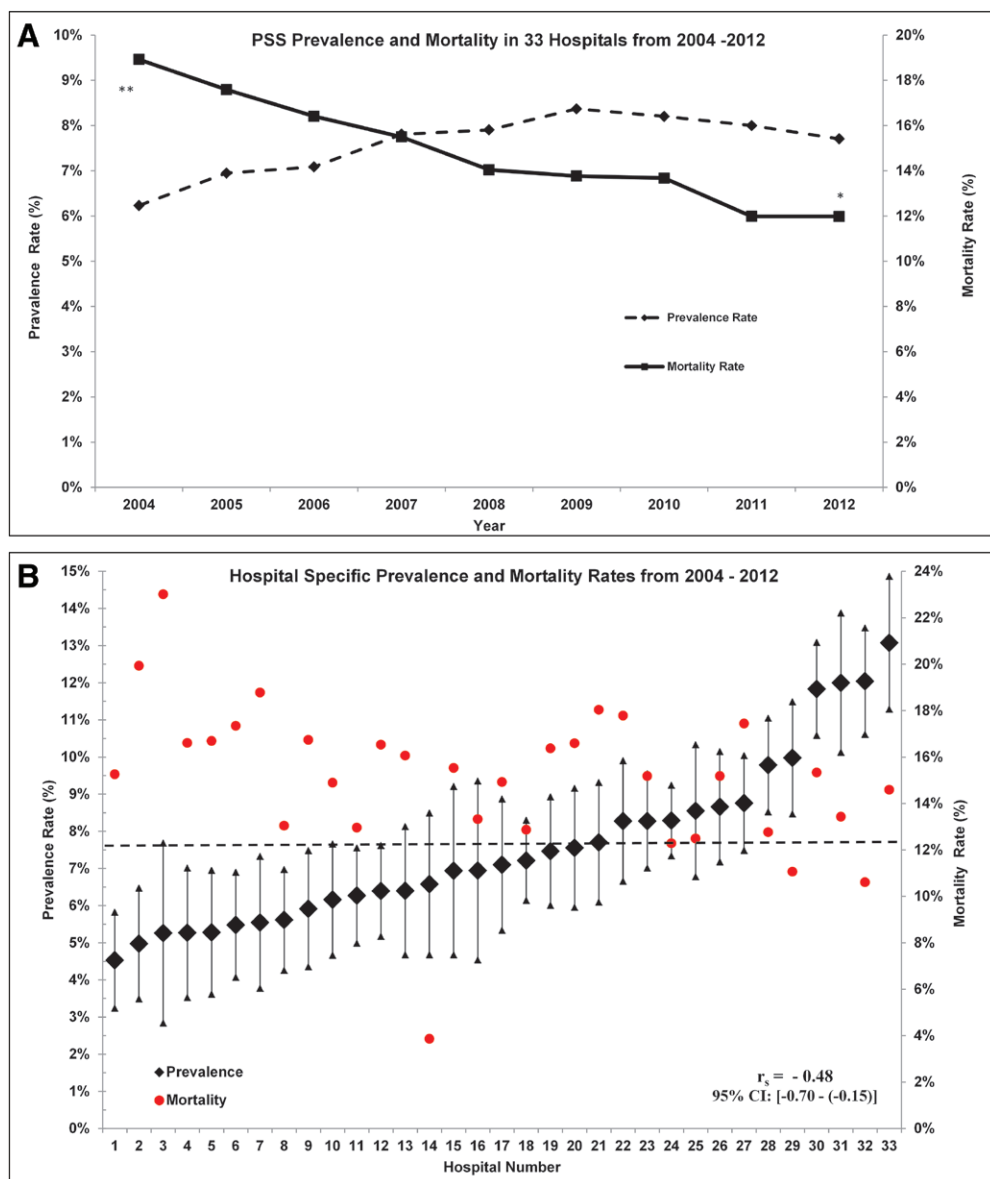 A
PSS Prevalence and Mortality in 33 Hospitals from 2004 -2012
10%
9%
8%
7%
6%
5%
4%
3%
2%
1%
0%
Pravalence Rate (%)
**
*
Prevalence Rate
Mortality Rate
20%
18%
16%
14%
12%
10%
8%
6%
4%
2%
0%
Mortality Rate (%)
2004 2005 2006 2007 2008 2009 2010 2011 2012
Year
B
Hospital Specific Prevalence and Mortality Rates from 2004 - 2012
15%
14%
13%
12%
11%
10%
9%
8%
7%
6%
5%
4%
3%
2%
1%
0%
Prevalence Rate (%)
Prevalence
Mortality
r_s = - 0.48
95% CI: [-0.70 - (-0.15)]
24%
22%
20%
18%
16%
14%
12%
10%
8%
6%
4%
2%
0%
Mortality Rate (%)
1 2 3 4 5 6 7 8 9 10 11 12 13 14 15 16 17 18 19 20 21 22 23 24 25 26 27 28 29 30 31 32 33
Hospital Number